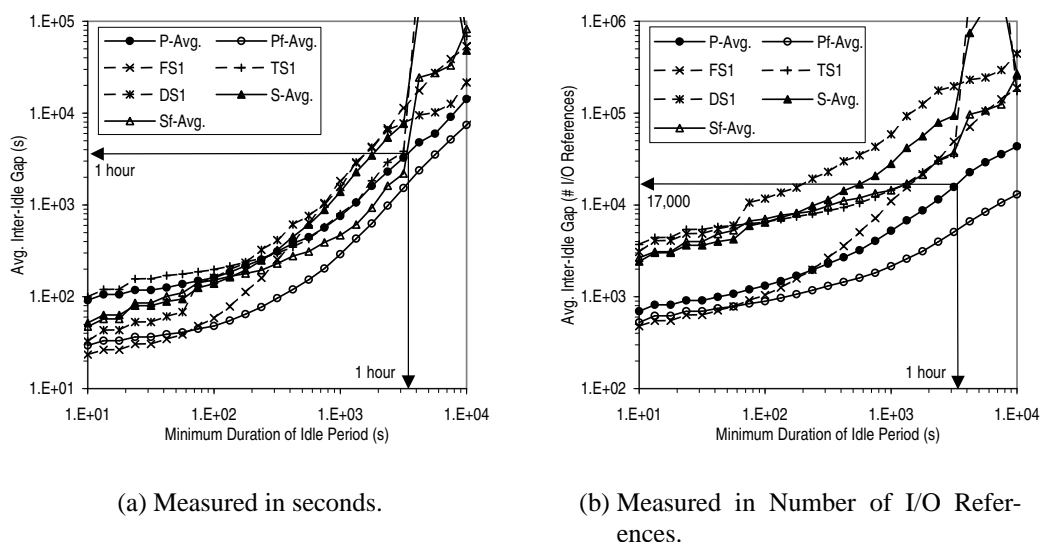 1.E+05
1.E+04
1.E+03
1.E+02
1.E+01
Avg. Inter-Idle Gap (s)
P-Avg. Pf-Avg.
FS1 TS1
DS1 S-Avg.
Sf-Avg.
1 hour
1 hour
1.E+01 1.E+02 1.E+03 1.E+04
Minimum Duration of Idle Period (s)
(a) Measured in seconds.
1.E+06
1.E+05
1.E+04
1.E+03
1.E+02
Avg. Inter-Idle Gap (# I/O References)
P-Avg. Pf-Avg.
FS1 TS1
DS1 S-Avg.
Sf-Avg.
17,000
1 hour
1.E+01 1.E+02 1.E+03 1.E+04
Minimum Duration of Idle Period (s)
(b) Measured in Number of I/O Refer-
ences.